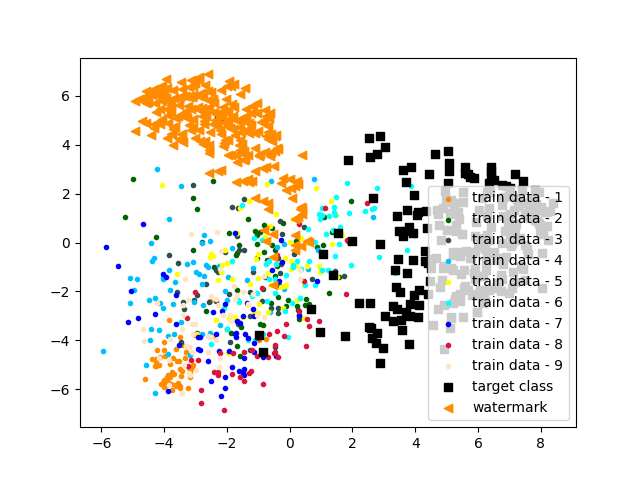 6
4
2
0
−2
−4
−6
−6
−4
−2
0
2
4
6
8
train data - 1
train data - 2
train data - 3
train data - 4
train data - 5
train data - 6
train data - 7
train data - 8
train data - 9
target class
watermark